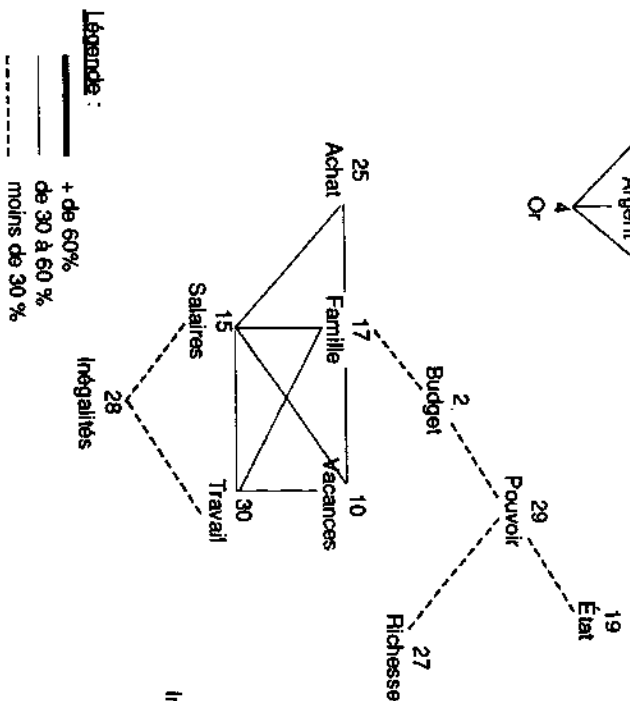 Argent
19
État
4
Or
29
Pouvoir
2
Budget
27
Richesse
25
Achat
17
Famille
10
Vacances
15
Salaires
30
Travail
28
Inégalités
Légende :
+ de 60%
de 30 à 60 %
moins de 30 %